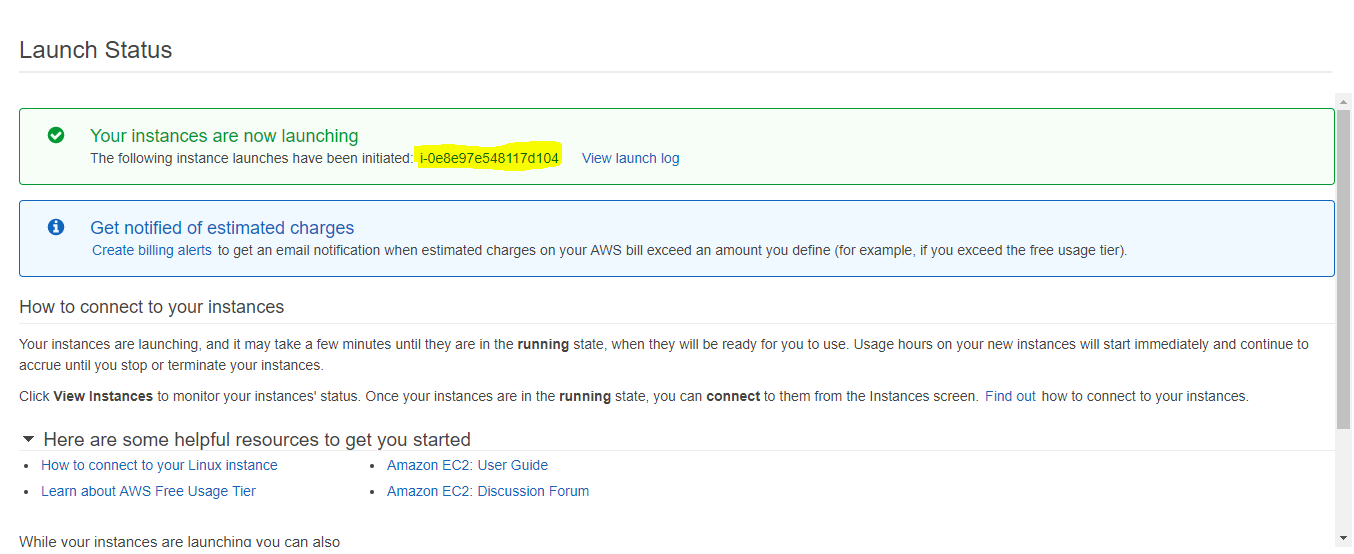 Launch Status
Your instances are now launching
The following instance launches have been initiated: i-0e8e97e548117d104 View launch log
Get notified of estimated charges
Create billing alerts to get an email notification when estimated charges on your AWS bill exceed an amount you define (for example, if you exceed the free usage tier).
How to connect to your instances
Your instances are launching, and it may take a few minutes until they are in the running state, when they will be ready for you to use. Usage hours on your new instances will start immediately and continue to
accrue until you stop or terminate your instances.
Click View Instances to monitor your instances' status. Once your instances are in the running state, you can connect to them from the Instances screen. Find out how to connect to your instances.
Here are some helpful resources to get you started
• How to connect to your Linux instance • Amazon EC2: User Guide
• Learn about AWS Free Usage Tier • Amazon EC2: Discussion Forum
While your instances are launching you can also